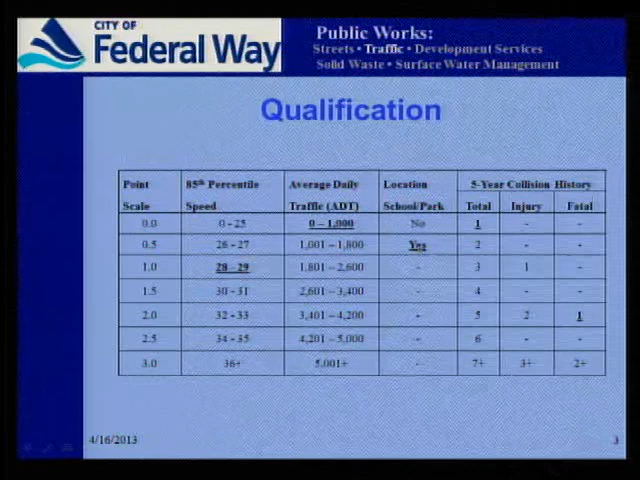 CITY OF
Federal Way
Public Works:
Streets • Traffic • Development Services
Solid Waste • Surface Water Management
Qualification
Point Scale | 85th Percentile Speed | Average Daily Traffic (ADT) | Location School/Park | 5-Year Collision History
Total | Injury | Fatal
0.0 | 0 - 25 | 0 – 1,000 | No | 1 | - | -
0.5 | 26 - 27 | 1,001 – 1,800 | Yes | 2 | - | -
1.0 | 28 – 29 | 1,801 – 2,600 | - | 3 | 1 | -
1.5 | 30 - 31 | 2,601 – 3,400 | - | 4 | - | -
2.0 | 32 - 33 | 3,401 – 4,200 | - | 5 | 2 | 1
2.5 | 34 - 35 | 4,201 – 5,000 | - | 6 | - | -
3.0 | 36+ | 5,001+ | - | 7+ | 3+ | 2+
4/16/2013
3